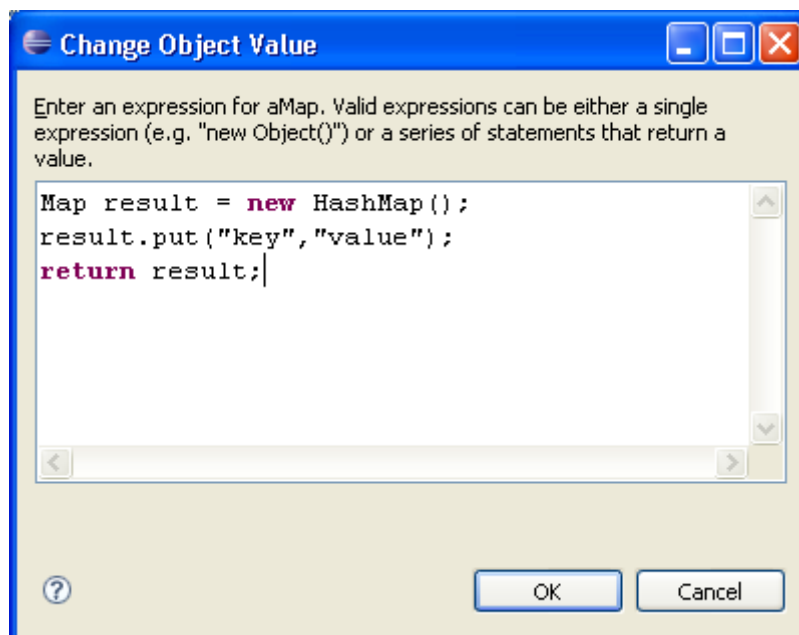 Change Object Value
Enter an expression for aMap. Valid expressions can be either a single
expression (e.g. "new Object()") or a series of statements that return a
value.
Map result = new HashMap();
result.put("key","value");
return result;
?
OK
Cancel